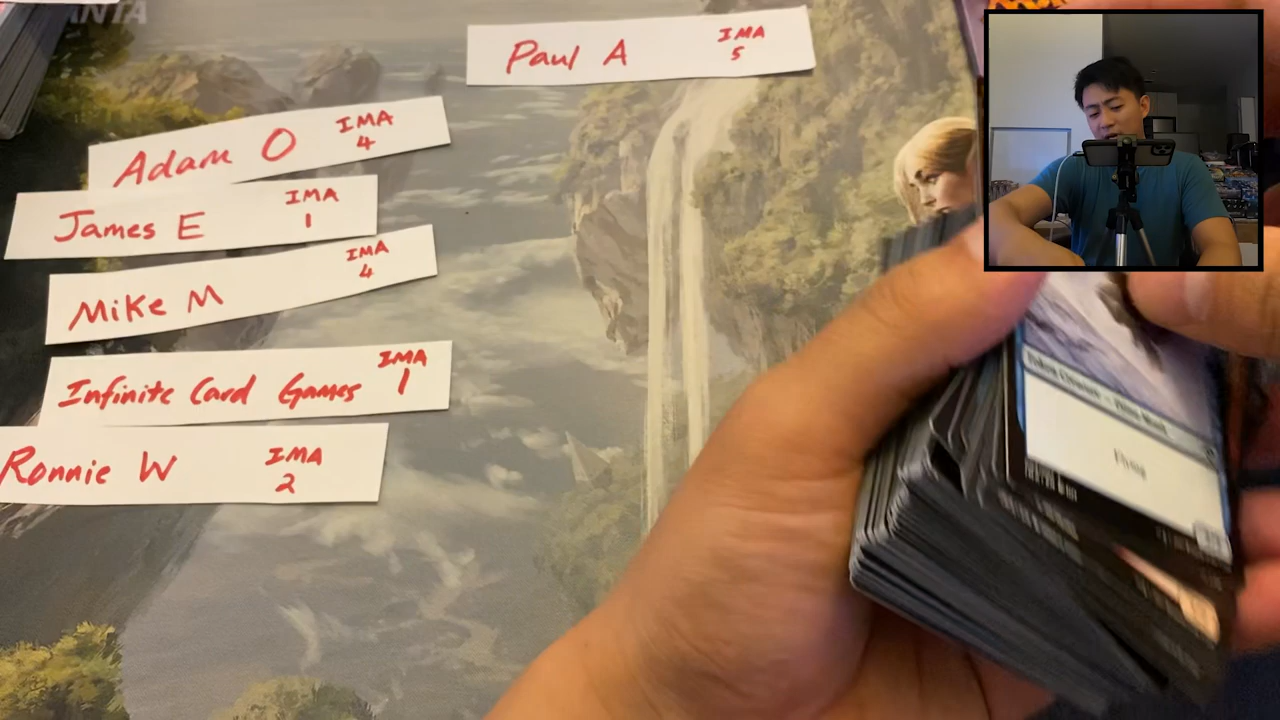 Paul A IMA
5
Adam O IMA
4
James E IMA
1
Mike M IMA
4
Infinite Card Games IMA
1
Ronnie W IMA
2
Flying